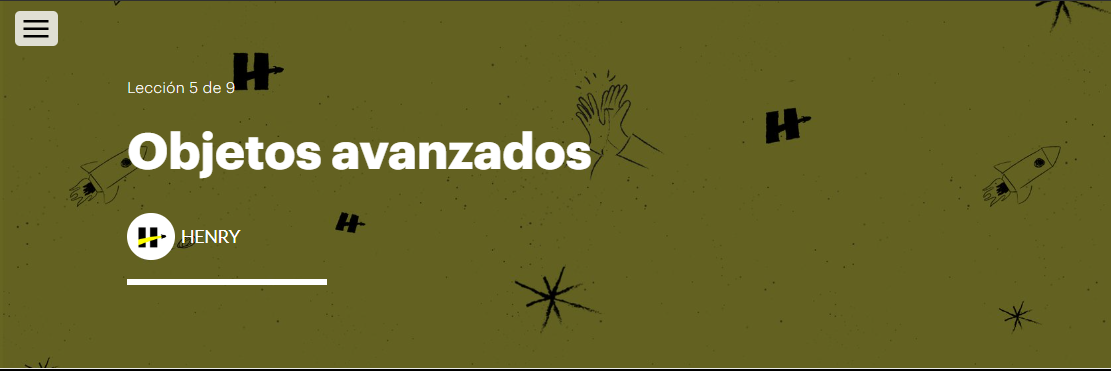 Lección 5 de 9
Objetos avanzados
HENRY